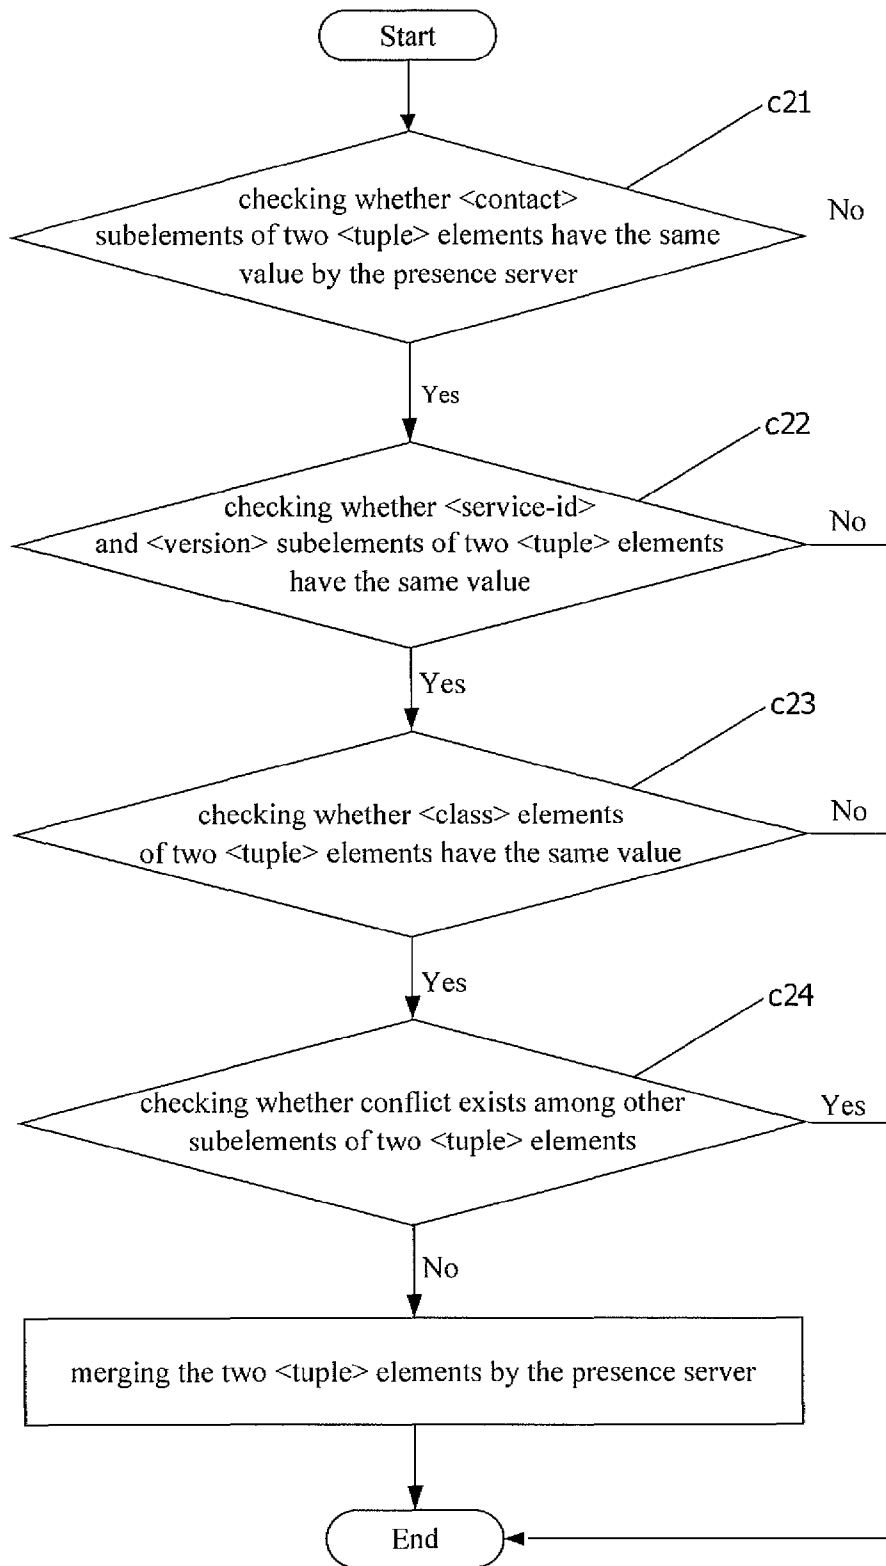 Start
c21
checking whether <contact>
subelements of two <tuple> elements have the same
value by the presence server
No
Yes
c22
checking whether <service-id>
and <version> subelements of two <tuple> elements
have the same value
No
Yes
c23
checking whether <class> elements
of two <tuple> elements have the same value
No
Yes
c24
checking whether conflict exists among other
subelements of two <tuple> elements
Yes
No
merging the two <tuple> elements by the presence server
End